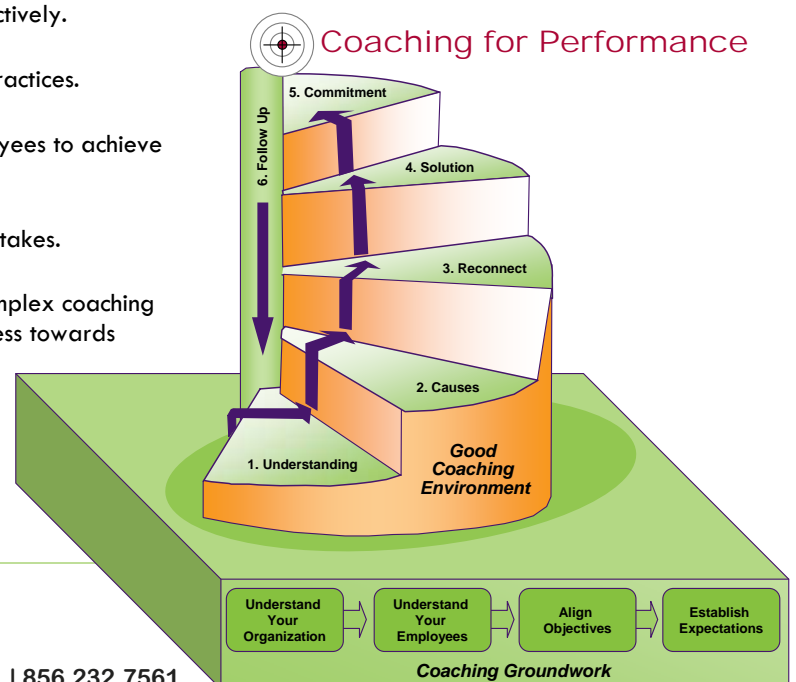 ctively.
ractices.
yees to achieve
takes.
mplex coaching
ess towards
Coaching for Performance
5. Commitment
6. Follow Up
4. Solution
3. Reconnect
2. Causes
1. Understanding
Good
Coaching
Environment
Understand
Your
Organization
Understand
Your
Employees
Align
Objectives
Establish
Expectations
Coaching Groundwork
| 856.232.7561